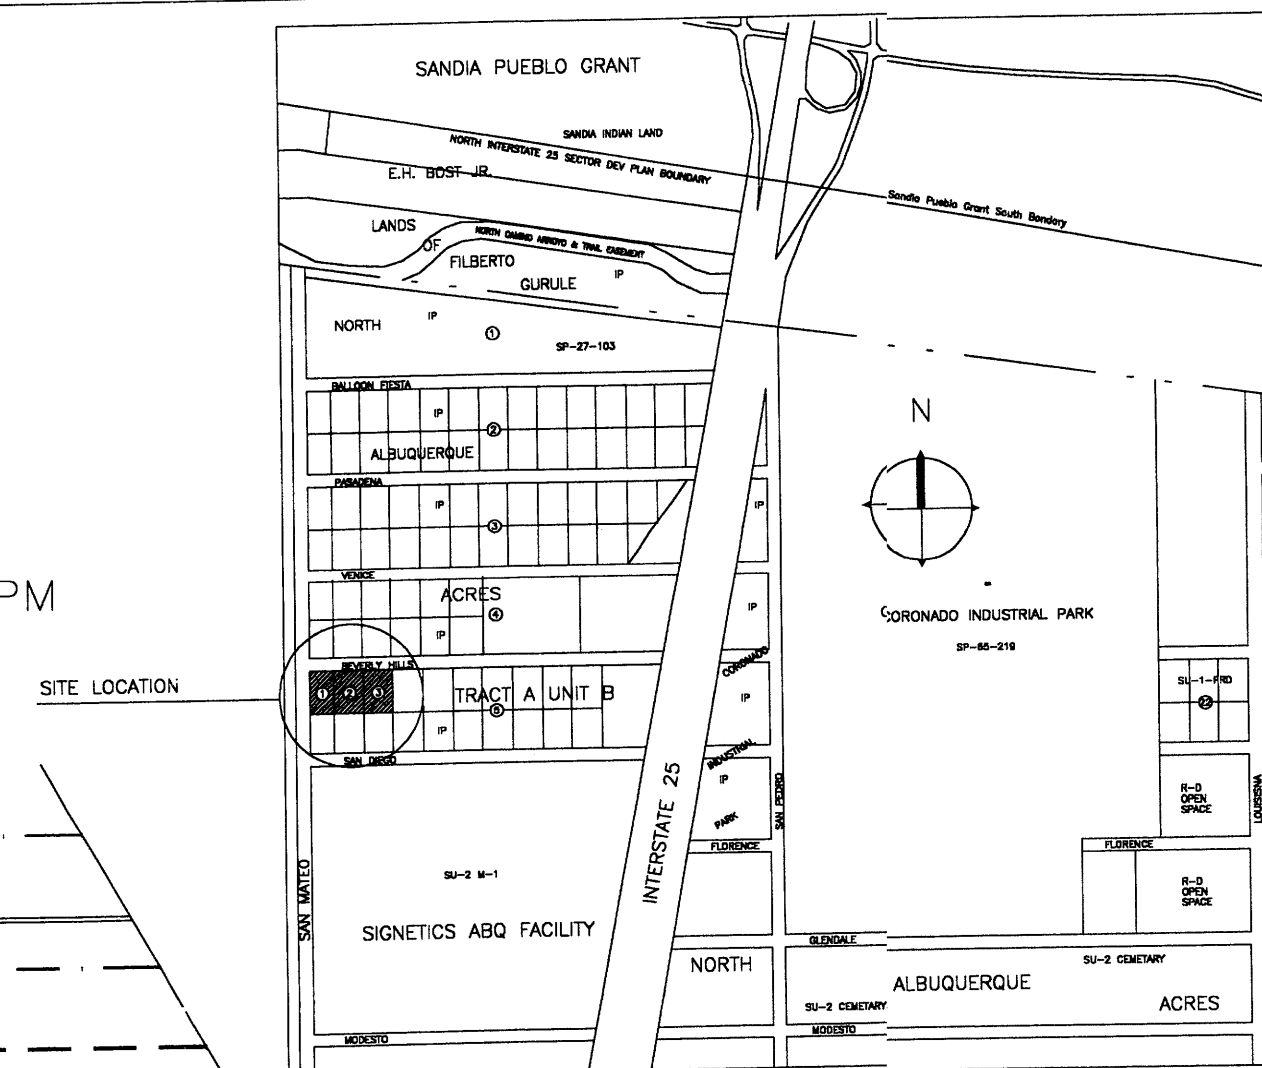 SANDIA PUEBLO GRANT
SANDIA INDIAN LAND
NORTH INTERSTATE 25 SECTOR DEV PLAN BOUNDARY
E.H. BOST JR.
Sandia Pueblo Grant South Bondary
LANDS
OF
NORTH CAMINO ARROYO & TRAIL EASEMENT
FILBERTO
IP
GURULE
NORTH
IP
1
SP-27-103
BALLOON FIESTA
IP
2
ALBUQUERQUE
N
PASADENA
IP
3
IP
VENICE
ACRES
4
IP
IP
CORONADO INDUSTRIAL PARK
SP-65-219
PM
BEVERLY HILLS
SITE LOCATION
1 2 3
TRACT A UNIT B
5
IP
CORONADO
IP
INDUSTRIAL
IP
PARK
SU-1-PRD
22
SAN DIEGO
INTERSTATE 25
SAN PEDRO
R-D
OPEN
SPACE
LOUISISNA
FLORENCE
FLORENCE
SAN MATEO
SU-2 M-1
SIGNETICS ABQ FACILITY
R-D
OPEN
SPACE
GLENDALE
NORTH
SU-2 CEMETARY
ALBUQUERQUE
SU-2 CEMETARY
ACRES
MODESTO
MODESTO